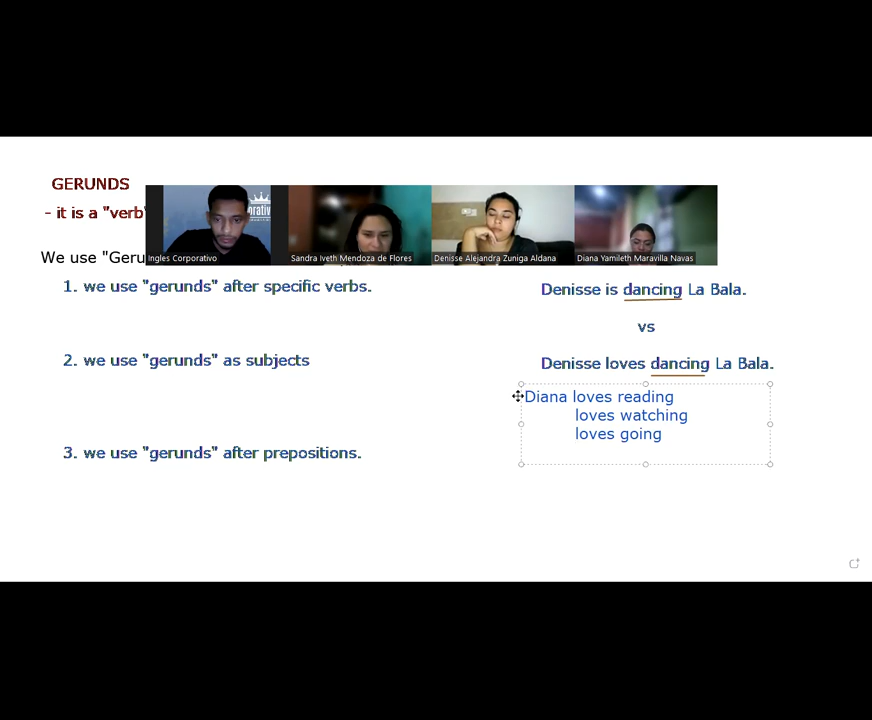 GERUNDS
- it is a "verb"
We use "Geru
Ingles Corporativo
Sandra Iveth Mendoza de Flores
Denisse Alejandra Zuniga Aldana
Diana Yamileth Maravilla Navas
1. we use "gerunds" after specific verbs.
Denisse is dancing La Bala.
vs
2. we use "gerunds" as subjects
Denisse loves dancing La Bala.
Diana loves reading
loves watching
loves going
3. we use "gerunds" after prepositions.